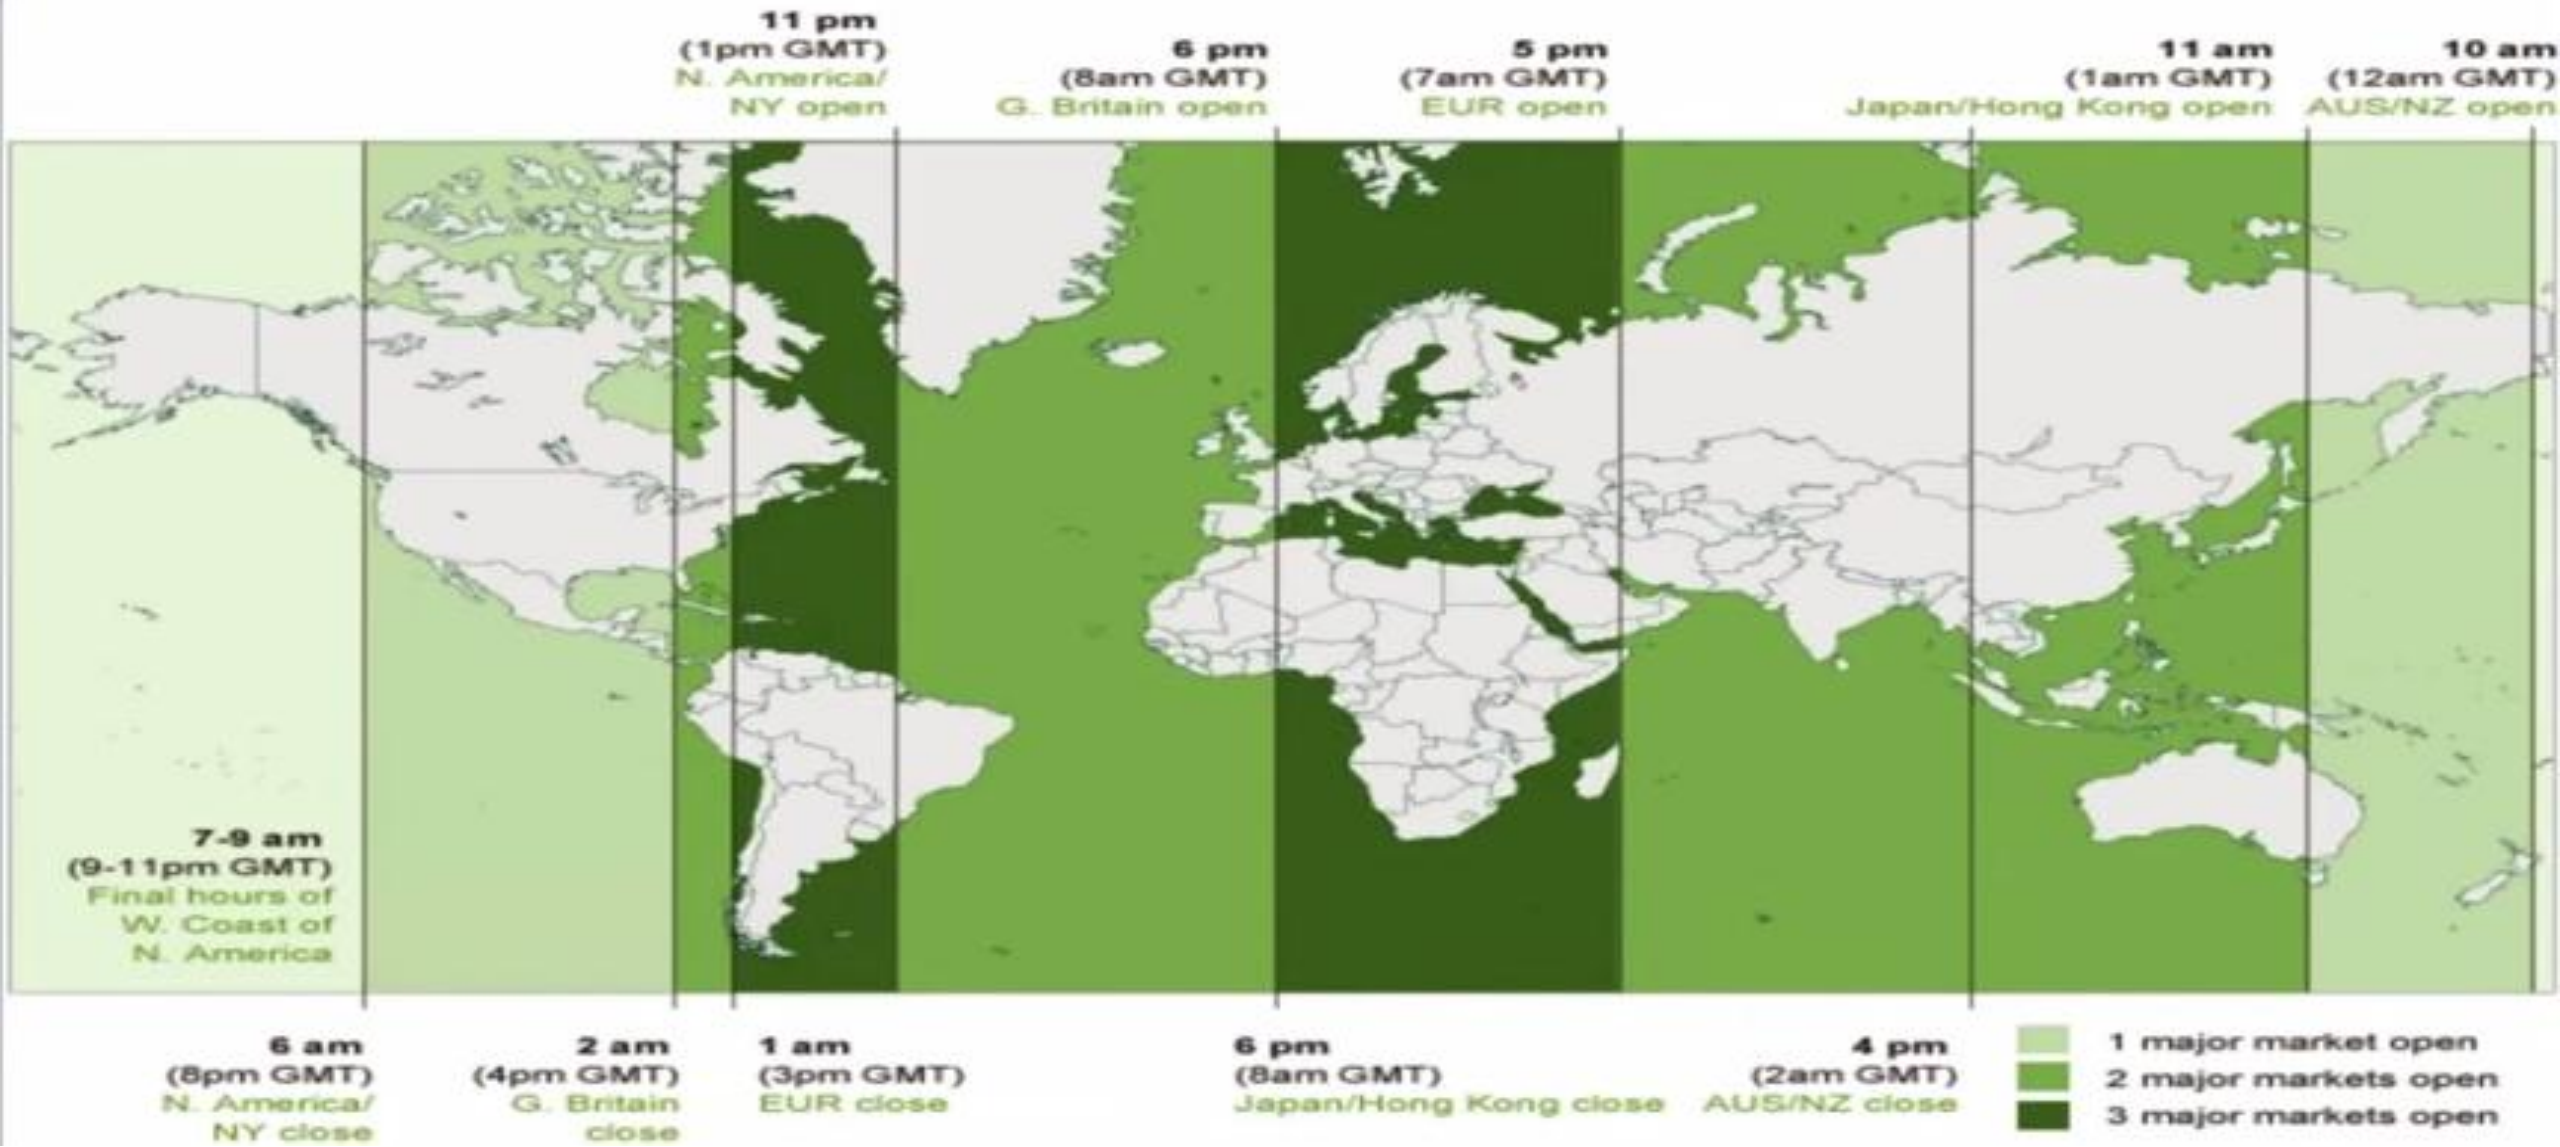 11 pm
(1pm GMT)
N. America/
NY open
6 pm
(8am GMT)
G. Britain open
5 pm
(7am GMT)
EUR open
11 am
(1am GMT)
Japan/Hong Kong open
10 am
(12am GMT)
AUS/NZ open
7-9 am
(9-11pm GMT)
Final hours of
W. Coast of
N. America
6 am
(8pm GMT)
N. America/
NY close
2 am
(4pm GMT)
G. Britain
close
1 am
(3pm GMT)
EUR close
6 pm
(8am GMT)
Japan/Hong Kong close
4 pm
(2am GMT)
AUS/NZ close
1 major market open
2 major markets open
3 major markets open